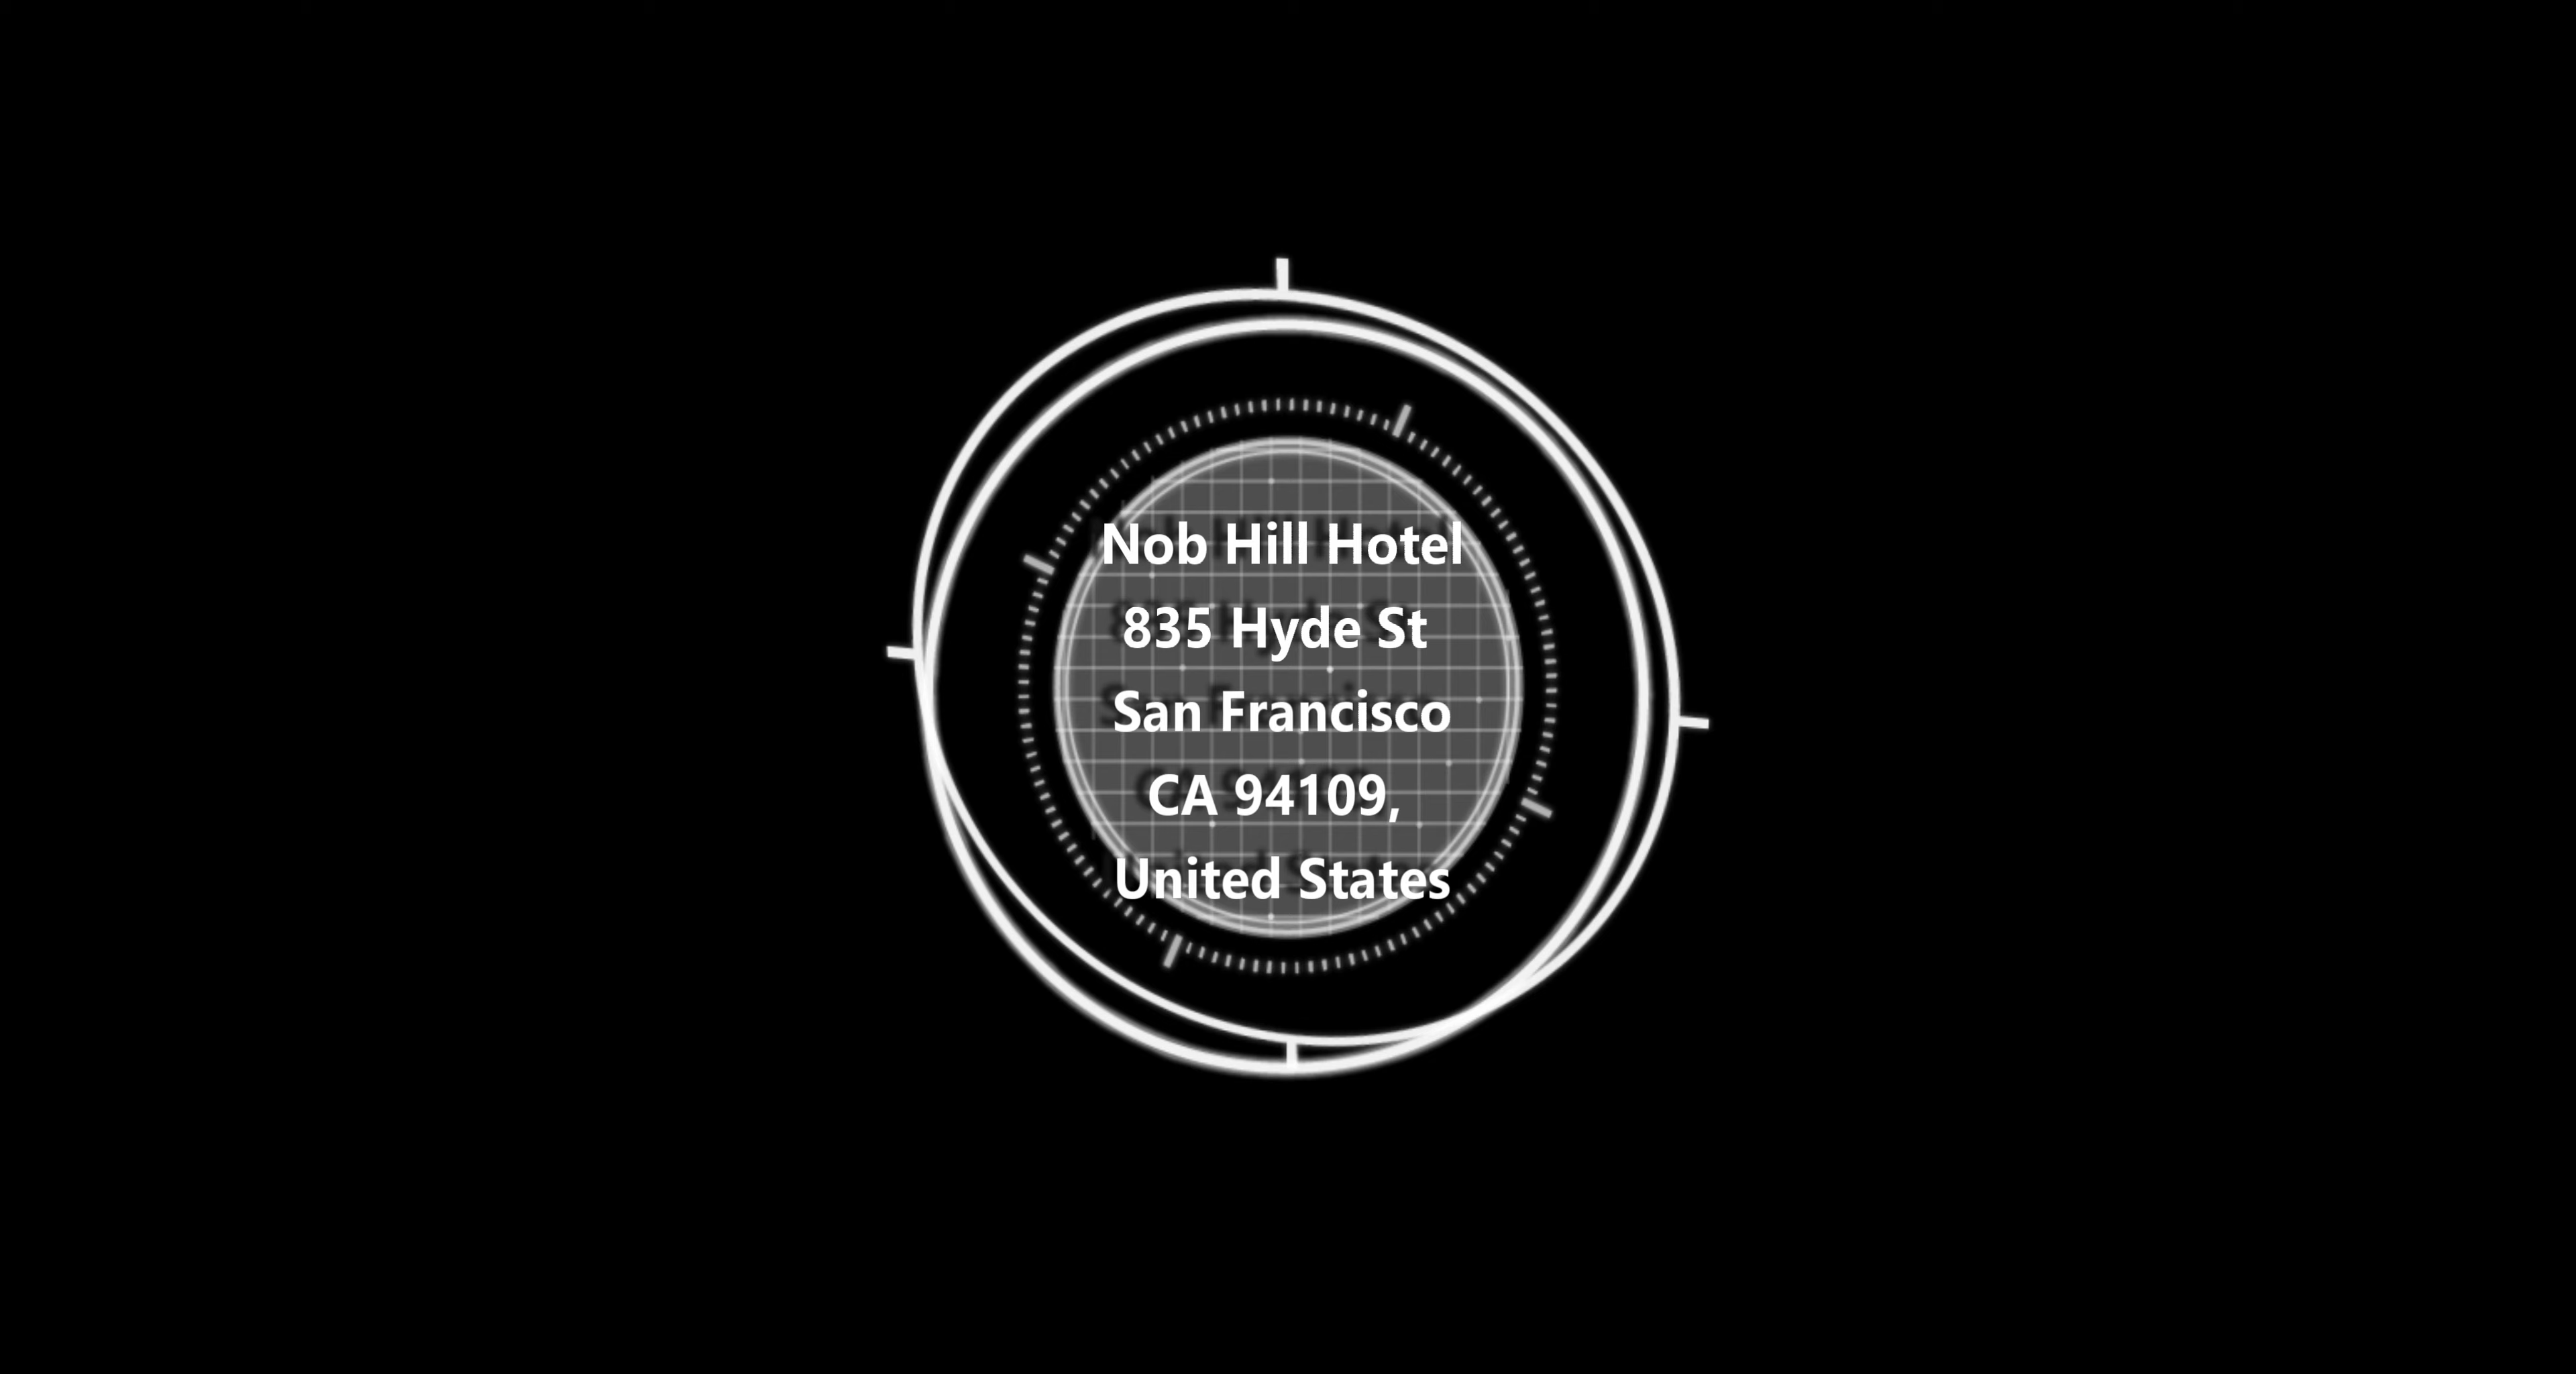 Nob Hill Hotel
835 Hyde St
San Francisco
CA 94109,
United States